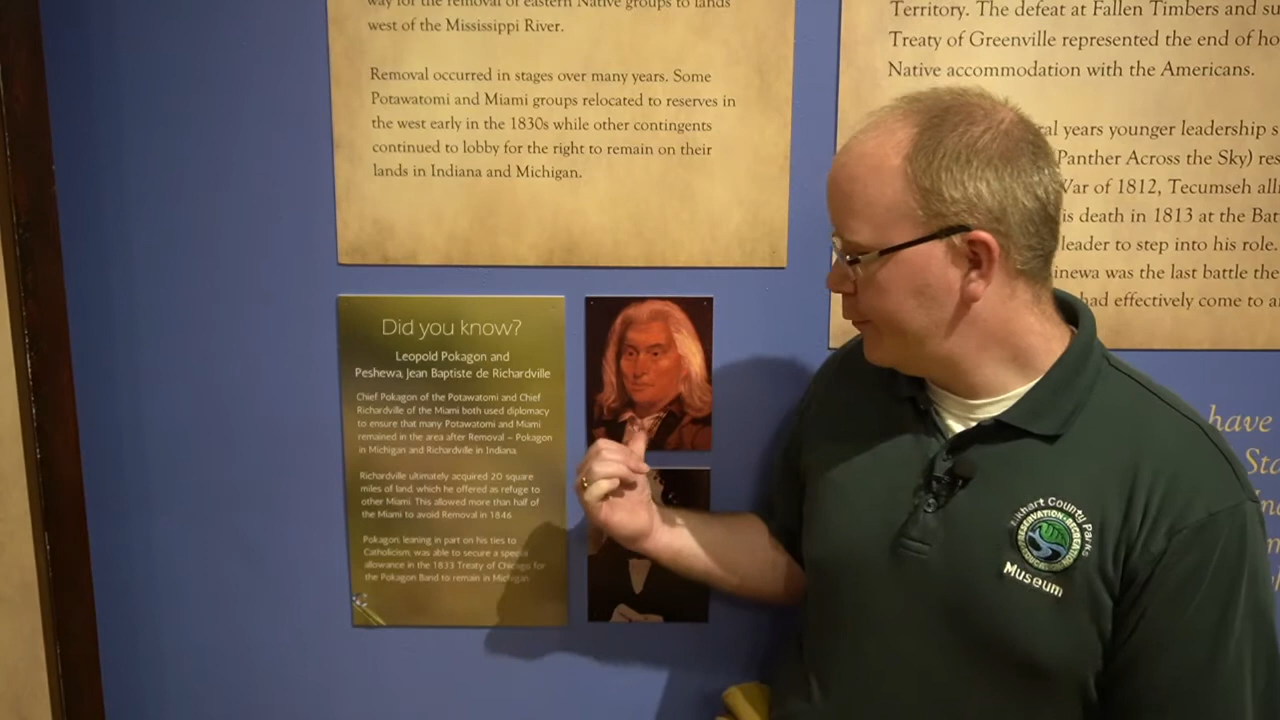 way for the removal of eastern Native groups to lands
west of the Mississippi River.
Removal occurred in stages over many years. Some
Potawatomi and Miami groups relocated to reserves in
the west early in the 1830s while other contingents
continued to lobby for the right to remain on their
lands in Indiana and Michigan.
Territory. The defeat at Fallen Timbers and
Treaty of Greenville represented the end of
Native accommodation with the Americans.
years younger leadership
Panther Across the Sky)
War of 1812, Tecumseh
is death in 1813 at the
leader to step into his role.
was the last battle
had effectively come to
Did you know?
Leopold Pokagon and
Peshewa, Jean Baptiste de Richardville
Chief Pokagon of the Potawatomi and Chief
Richardville of the Miami both used diplomacy
to ensure that many Potawatomi and Miami
remained in the area after Removal – Pokagon
in Michigan and Richardville in Indiana.
Richardville ultimately acquired 20 square
miles of land, which he offered as refuge to
other Miami. This allowed more than half of
the Miami to avoid Removal in 1846.
Pokagon, leaning in part on his ties to
Catholicism, was able to secure a special
allowance in the 1833 Treaty of Chicago for
the Pokagon Band to remain in Michigan.
have
Elkhart County Parks
PRESERVATION•RECREATION
Museum